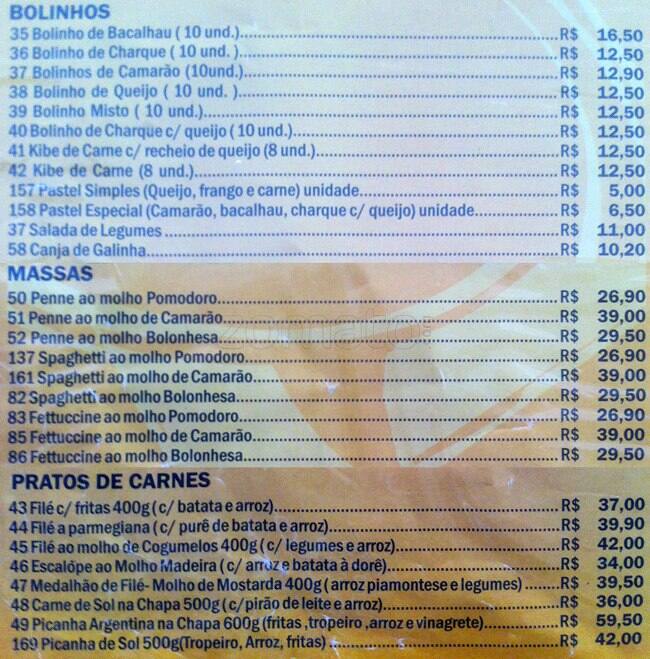 BOLINHOS
35 Bolinho de Bacalhau ( 10 und.)........R$ 16,50
36 Bolinho de Charque ( 10 und. )........R$ 12,50
37 Bolinhos de Camarão (10und.)........R$ 12,90
38 Bolinho de Queijo ( 10 und. )........R$ 12,50
39 Bolinho Misto ( 10 und.)........R$ 12,50
40 Bolinho de Charque c/ queijo ( 10 und.)........R$ 12,50
41 Kibe de Carne c/ recheio de queijo (8 und.)........R$ 12,50
42 Kibe de Carne (8 und.)........R$ 12,50
157 Pastel Simples (Queijo, frango e carne) unidade........R$ 5,00
158 Pastel Especial (Camarão, bacalhau, charque c/ queijo) unidade........R$ 6,50
37 Salada de Legumes........R$ 11,00
58 Canja de Galinha........R$ 10,20
MASSAS
50 Penne ao molho Pomodoro........R$ 26,90
51 Penne ao molho de Camarão........R$ 39,00
52 Penne ao molho Bolonhesa........R$ 29,50
137 Spaghetti ao molho Pomodoro........R$ 26,90
161 Spaghetti ao molho de Camarão........R$ 39,00
82 Spaghetti ao molho Bolonhesa........R$ 29,50
83 Fettuccine ao molho Pomodoro........R$ 26,90
85 Fettuccine ao molho de Camarão........R$ 39,00
86 Fettuccine ao molho Bolonhesa........R$ 29,50
PRATOS DE CARNES
43 Filé c/ fritas 400g ( c/ batata e arroz)........R$ 37,00
44 Filé a parmegiana ( c/ purê de batata e arroz)........R$ 39,90
45 Filé ao molho de Cogumelos 400g ( c/ legumes e arroz)........R$ 42,00
46 Escalópe ao Molho Madeira ( c/ arroz e batata à dorê)........R$ 34,00
47 Medalhão de Filé- Molho de Mostarda 400g ( arroz piamontese e legumes) ........R$ 39,50
48 Carne de Sol na Chapa 500g ( c/pirão de leite e arroz)........R$ 36,00
49 Picanha Argentina na Chapa 600g (fritas ,tropeiro ,arroz e vinagrete)........R$ 59,50
169 Picanha de Sol 500g(Tropeiro, Arroz, fritas) ........R$ 42,00
zomato